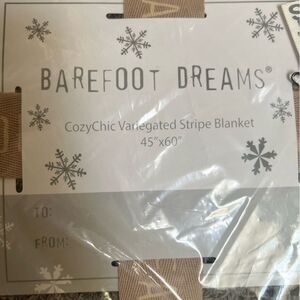 BAREFOOT DREAMS®
CozyChic Variegated Stripe Blanket
45"x60"
TO:
FROM: